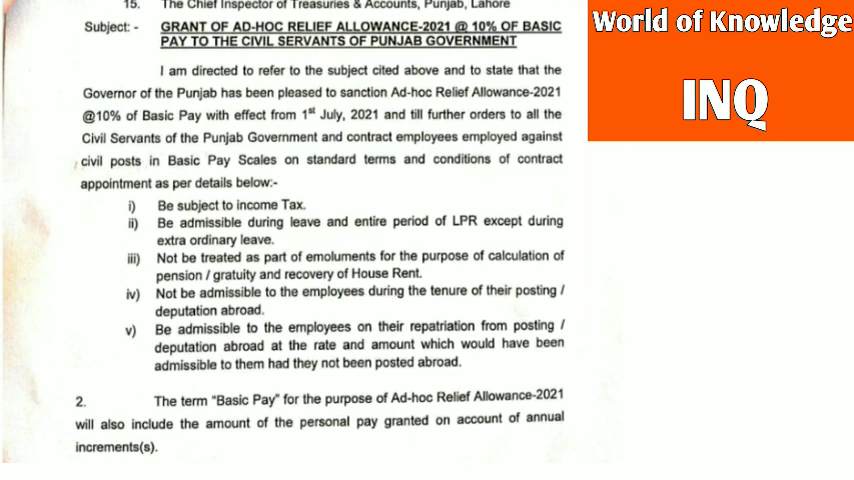 15. The Chief Inspector of Treasuries & Accounts, Punjab, Lahore
Subject: - GRANT OF AD-HOC RELIEF ALLOWANCE-2021 @ 10% OF BASIC
PAY TO THE CIVIL SERVANTS OF PUNJAB GOVERNMENT
I am directed to refer to the subject cited above and to state that the
Governor of the Punjab has been pleased to sanction Ad-hoc Relief Allowance-2021
@10% of Basic Pay with effect from 1st July, 2021 and till further orders to all the
Civil Servants of the Punjab Government and contract employees employed against
civil posts in Basic Pay Scales on standard terms and conditions of contract
appointment as per details below:-
i) Be subject to income Tax.
ii) Be admissible during leave and entire period of LPR except during
extra ordinary leave.
iii) Not be treated as part of emoluments for the purpose of calculation of
pension / gratuity and recovery of House Rent.
iv) Not be admissible to the employees during the tenure of their posting /
deputation abroad.
v) Be admissible to the employees on their repatriation from posting /
deputation abroad at the rate and amount which would have been
admissible to them had they not been posted abroad.
2. The term "Basic Pay" for the purpose of Ad-hoc Relief Allowance-2021
will also include the amount of the personal pay granted on account of annual
increments(s).
World of Knowledge
INQ